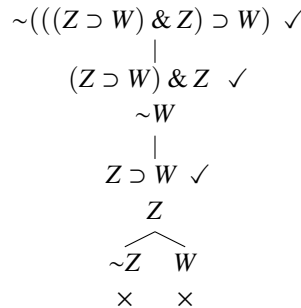 ~(((Z ⊃ W) & Z) ⊃ W) ✓
(Z ⊃ W) & Z ✓
~W
Z ⊃ W ✓
Z
~Z W
× ×